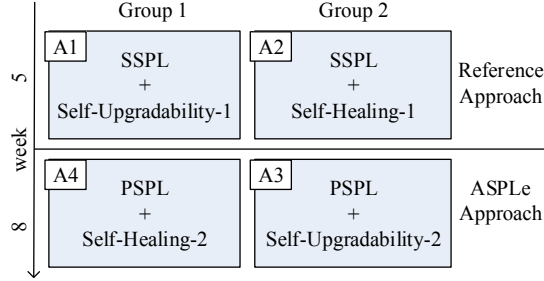 Group 1
Group 2
A1
SSPL
+
Self-Upgradability-1
A2
SSPL
+
Self-Healing-1
Reference
Approach
5
week
8
A4
PSPL
+
Self-Healing-2
A3
PSPL
+
Self-Upgradability-2
ASPLe
Approach